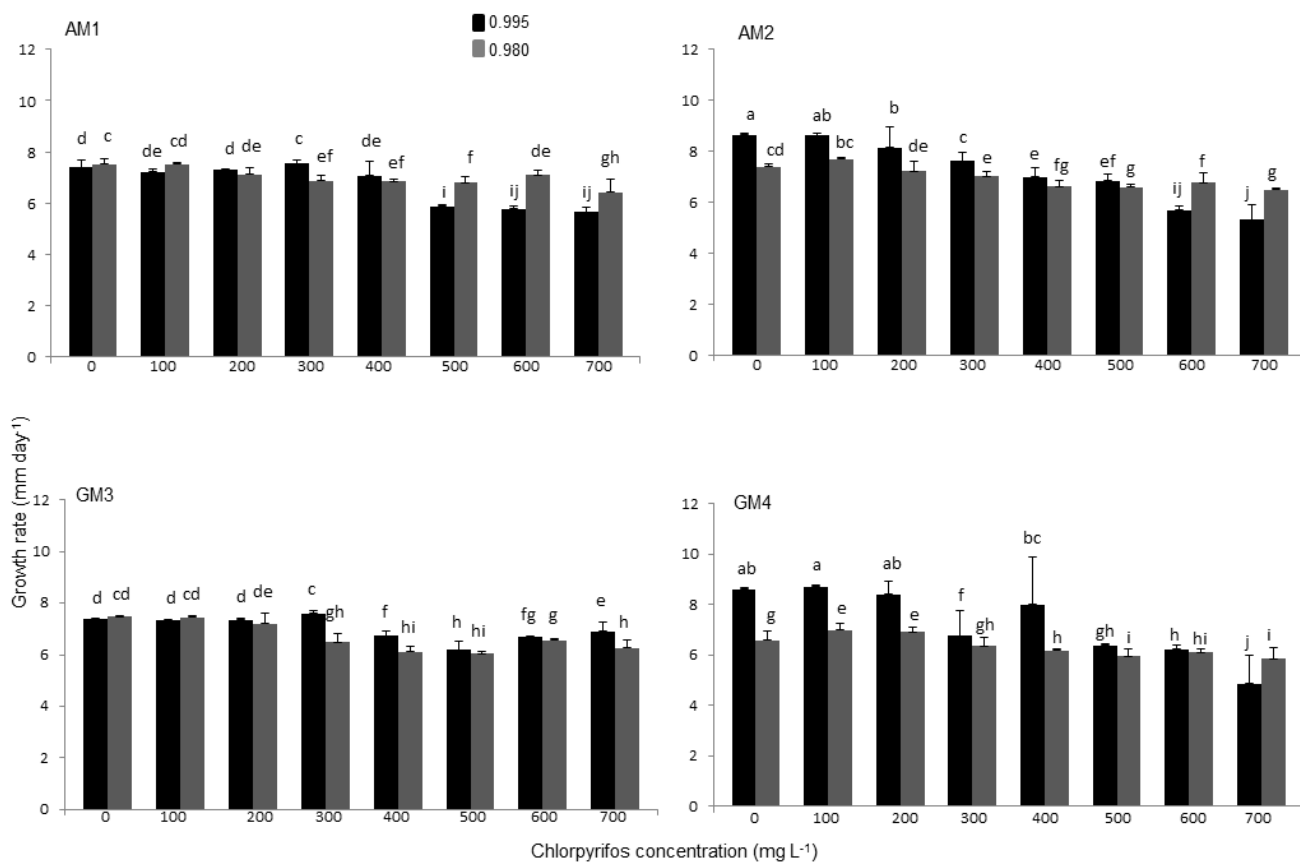 AM1
0.995
0.980
12
10
8
6
4
2
0
d c de cd d de c ef de ef i f ij de ij gh
0 100 200 300 400 500 600 700
AM2
12
10
8
6
4
2
0
a cd ab bc b de c e e fg ef g ij f j g
0 100 200 300 400 500 600 700
Growth rate (mm day-1)
GM3
12
10
8
6
4
2
0
d cd d cd d de c gh f hi h hi fg g e h
0 100 200 300 400 500 600 700
GM4
12
10
8
6
4
2
0
ab g a e ab e f gh bc h gh i h hi j i
0 100 200 300 400 500 600 700
Chlorpyrifos concentration (mg L-1)